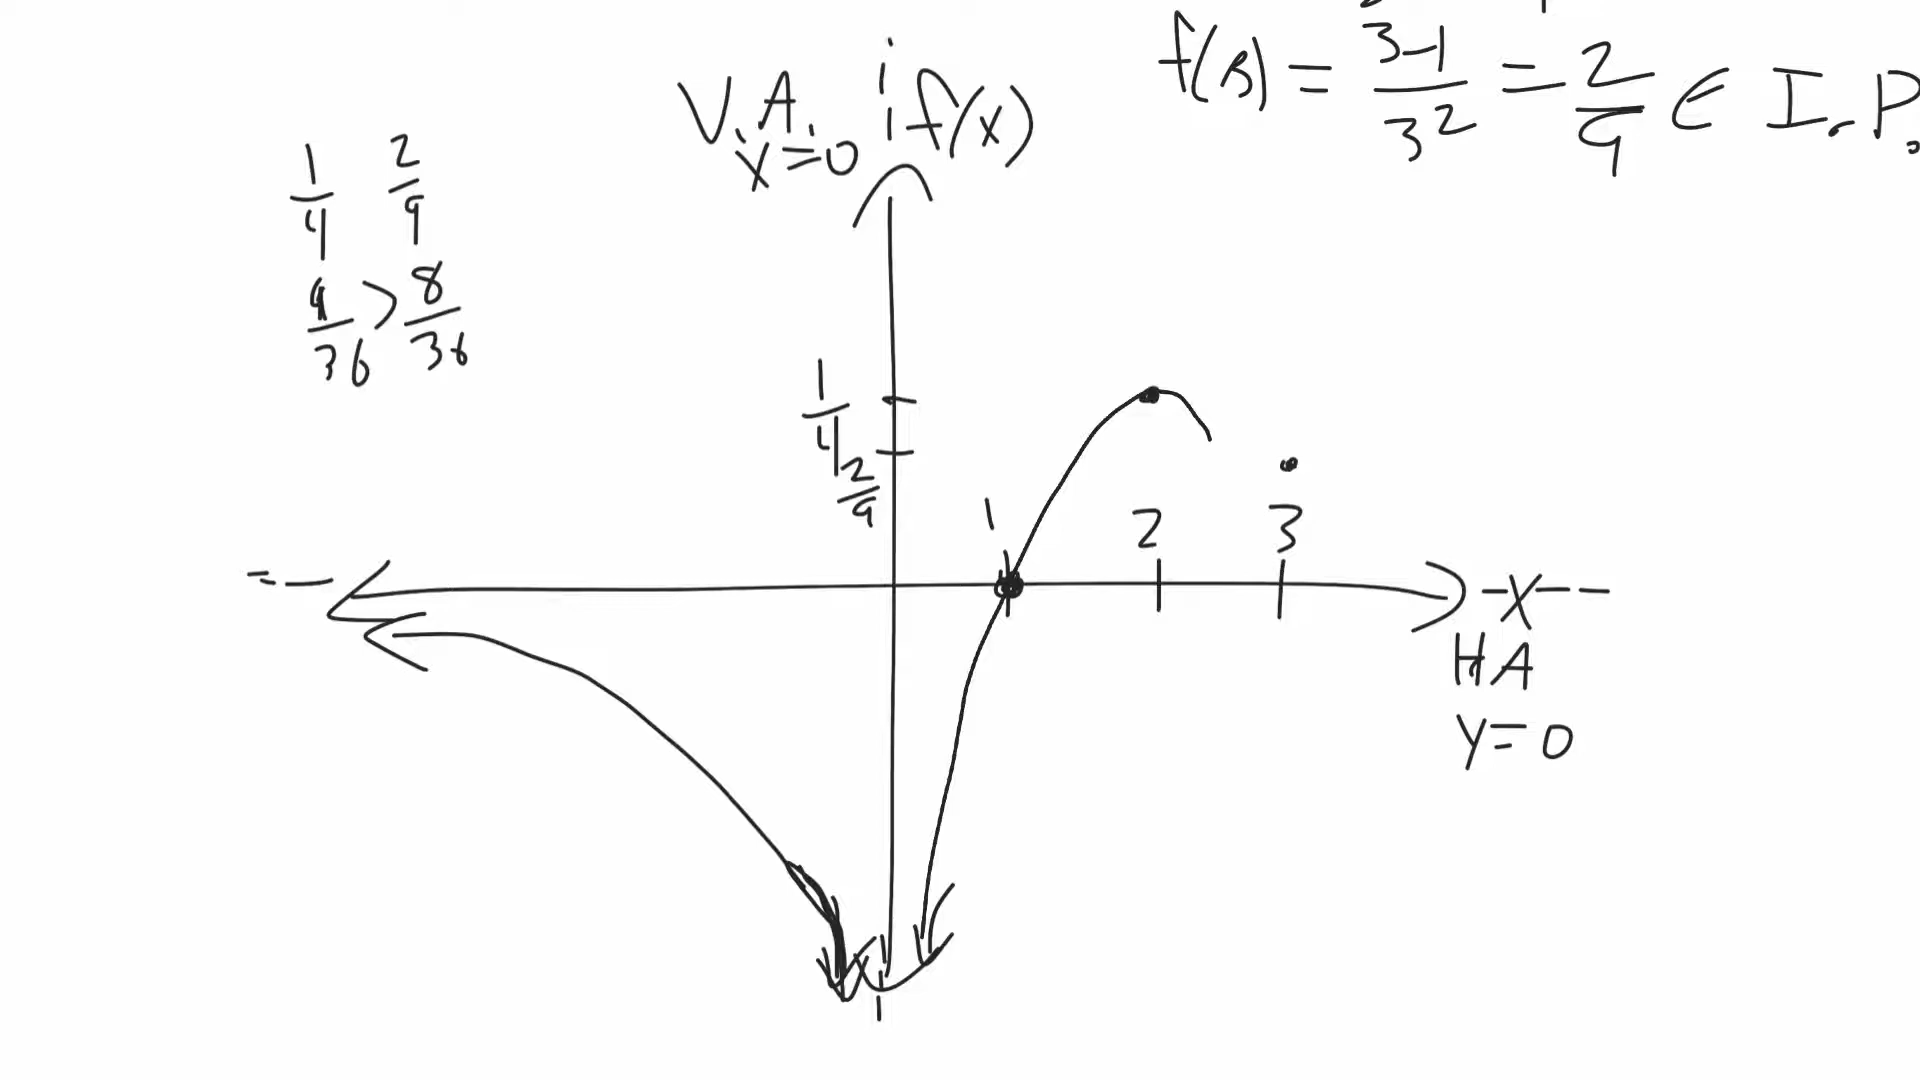 f(3) = 3-1/3² = 2/9 ∈ I.P.
V.A. x=0
f(x)
1/4 2/9
9/36 > 8/36
1/4
2/9
1 2 3
x
HA
y=0